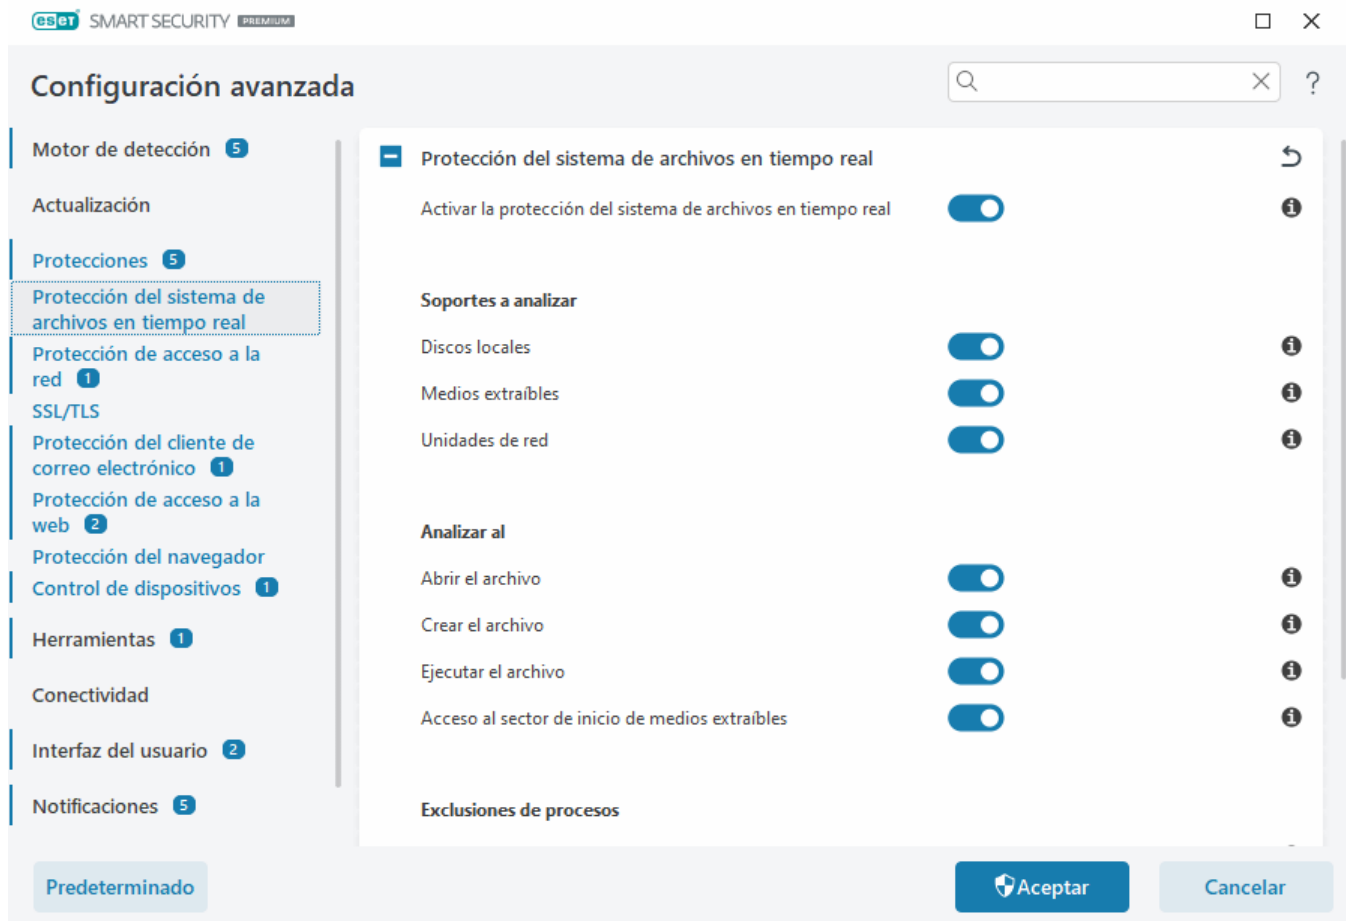 eseT SMART SECURITY PREMIUM
Configuración avanzada
?
Motor de detección 5
Actualización
Protecciones 5
Protección del sistema de
archivos en tiempo real
Protección de acceso a la
red 1
SSL/TLS
Protección del cliente de
correo electrónico 1
Protección de acceso a la
web 2
Protección del navegador
Control de dispositivos 1
Herramientas 1
Conectividad
Interfaz del usuario 2
Notificaciones 5
Protección del sistema de archivos en tiempo real
Activar la protección del sistema de archivos en tiempo real
Soportes a analizar
Discos locales
Medios extraíbles
Unidades de red
Analizar al
Abrir el archivo
Crear el archivo
Ejecutar el archivo
Acceso al sector de inicio de medios extraíbles
Exclusiones de procesos
Predeterminado
Aceptar
Cancelar